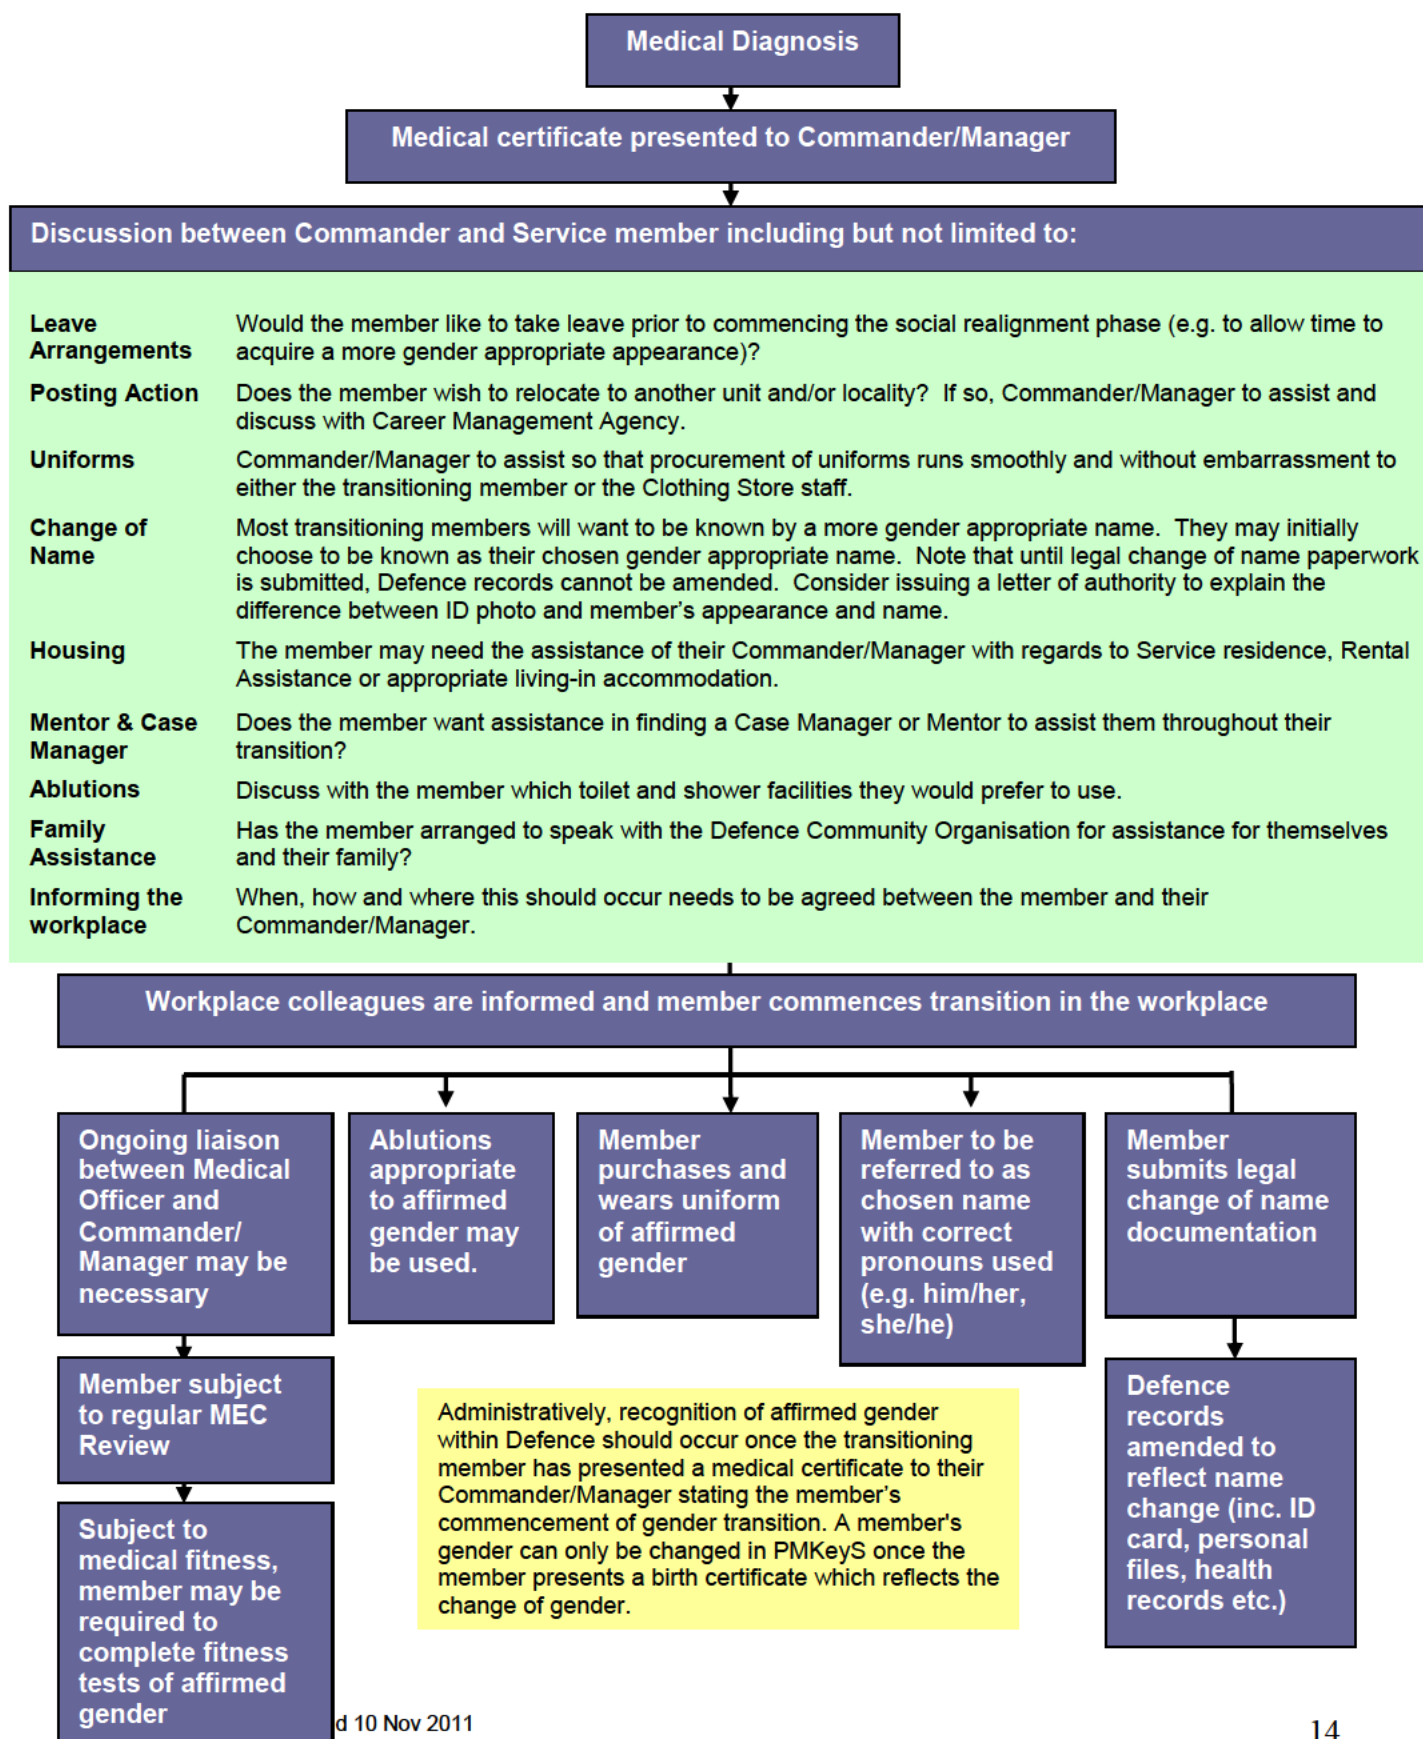 Medical Diagnosis
Medical certificate presented to Commander/Manager
Discussion between Commander and Service member including but not limited to:
Leave Arrangements
Would the member like to take leave prior to commencing the social realignment phase (e.g. to allow time to
acquire a more gender appropriate appearance)?
Posting Action
Does the member wish to relocate to another unit and/or locality?  If so, Commander/Manager to assist and
discuss with Career Management Agency.
Uniforms
Commander/Manager to assist so that procurement of uniforms runs smoothly and without embarrassment to
either the transitioning member or the Clothing Store staff.
Change of
Name
Most transitioning members will want to be known by a more gender appropriate name.  They may initially
choose to be known as their chosen gender appropriate name.  Note that until legal change of name paperwork
is submitted, Defence records cannot be amended.  Consider issuing a letter of authority to explain the
difference between ID photo and member's appearance and name.
Housing
The member may need the assistance of their Commander/Manager with regards to Service residence, Rental
Assistance or appropriate living-in accommodation.
Mentor & Case
Manager
Does the member want assistance in finding a Case Manager or Mentor to assist them throughout their
transition?
Ablutions
Discuss with the member which toilet and shower facilities they would prefer to use.
Family
Assistance
Has the member arranged to speak with the Defence Community Organisation for assistance for themselves
and their family?
Informing the
workplace
When, how and where this should occur needs to be agreed between the member and their
Commander/Manager.
Workplace colleagues are informed and member commences transition in the workplace
Ongoing liaison
between Medical
Officer and
Commander/
Manager may be
necessary
Ablutions
appropriate
to affirmed
gender may
be used.
Member
purchases and
wears uniform
of affirmed
gender
Member to be
referred to as
chosen name
with correct
pronouns used
(e.g. him/her,
she/he)
Member
submits legal
change of name
documentation
Member subject
to regular MEC
Review
Subject to
medical fitness,
member may be
required to
complete fitness
tests of affirmed
gender
Administratively, recognition of affirmed gender
within Defence should occur once the transitioning
member has presented a medical certificate to their
Commander/Manager stating the member's
commencement of gender transition. A member's
gender can only be changed in PMKeyS once the
member presents a birth certificate which reflects the
change of gender.
Defence
records
amended to
reflect name
change (inc. ID
card, personal
files, health
records etc.)
d 10 Nov 2011
14